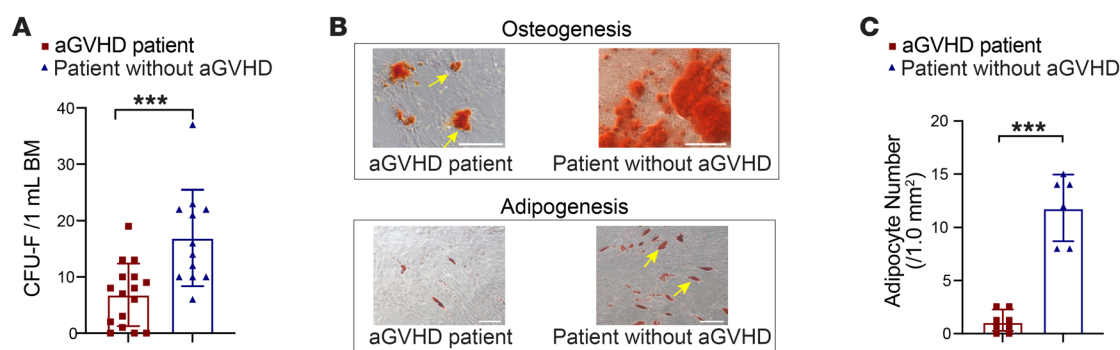 A
aGVHD patient
Patient without aGVHD
***
CFU-F /1 mL BM
40
30
20
10
0
B
Osteogenesis
aGVHD patient
Patient without aGVHD
Adipogenesis
aGVHD patient
Patient without aGVHD
C
aGVHD patient
Patient without aGVHD
***
Adipocyte Number
(/1.0 mm²)
20
15
10
5
0